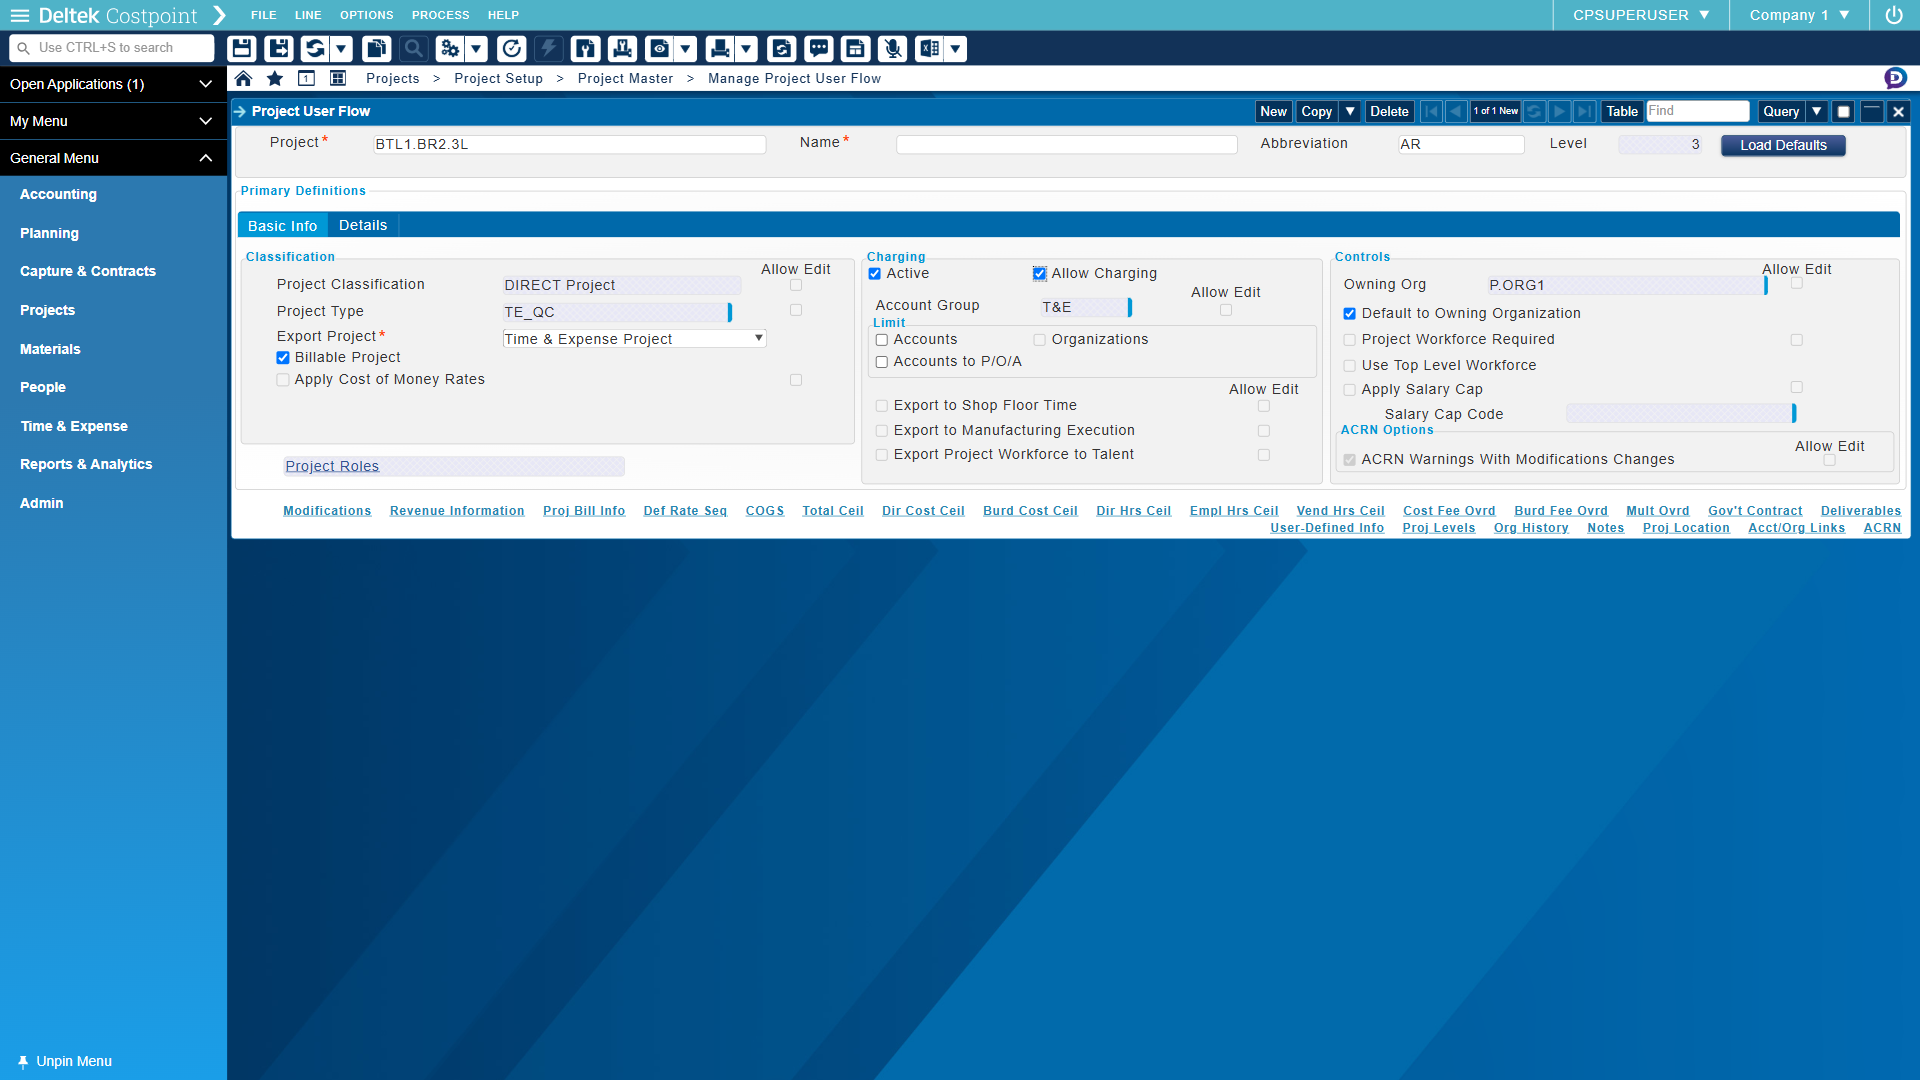 Deltek Costpoint FILE LINE OPTIONS PROCESS HELP CPSUPERUSER Company 1
Use CTRL+S to search
Open Applications (1)
My Menu
General Menu
Accounting
Planning
Capture & Contracts
Projects
Materials
People
Time & Expense
Reports & Analytics
Admin
Unpin Menu
1 Projects > Project Setup > Project Master > Manage Project User Flow
Project User Flow New Copy Delete 1 of 1 New Table Find Query
Project * BTL1.BR2.3L Name * Abbreviation AR Level 3 Load Defaults
Primary Definitions
Basic Info Details
Classification
Allow Edit
Project Classification DIRECT Project
Project Type TE_QC
Export Project * Time & Expense Project
Billable Project
Apply Cost of Money Rates
Project Roles
Charging
Active Allow Charging
Allow Edit
Account Group T&E
Limit
Accounts Organizations
Accounts to P/O/A
Allow Edit
Export to Shop Floor Time
Export to Manufacturing Execution
Export Project Workforce to Talent
Controls
Allow Edit
Owning Org P.ORG1
Default to Owning Organization
Project Workforce Required
Use Top Level Workforce
Apply Salary Cap
Salary Cap Code
ACRN Options
Allow Edit
ACRN Warnings With Modifications Changes
Modifications Revenue Information Proj Bill Info Def Rate Seq COGS Total Ceil Dir Cost Ceil Burd Cost Ceil Dir Hrs Ceil Empl Hrs Ceil Vend Hrs Ceil Cost Fee Ovrd Burd Fee Ovrd Mult Ovrd Gov't Contract Deliverables
User-Defined Info Proj Levels Org History Notes Proj Location Acct/Org Links ACRN